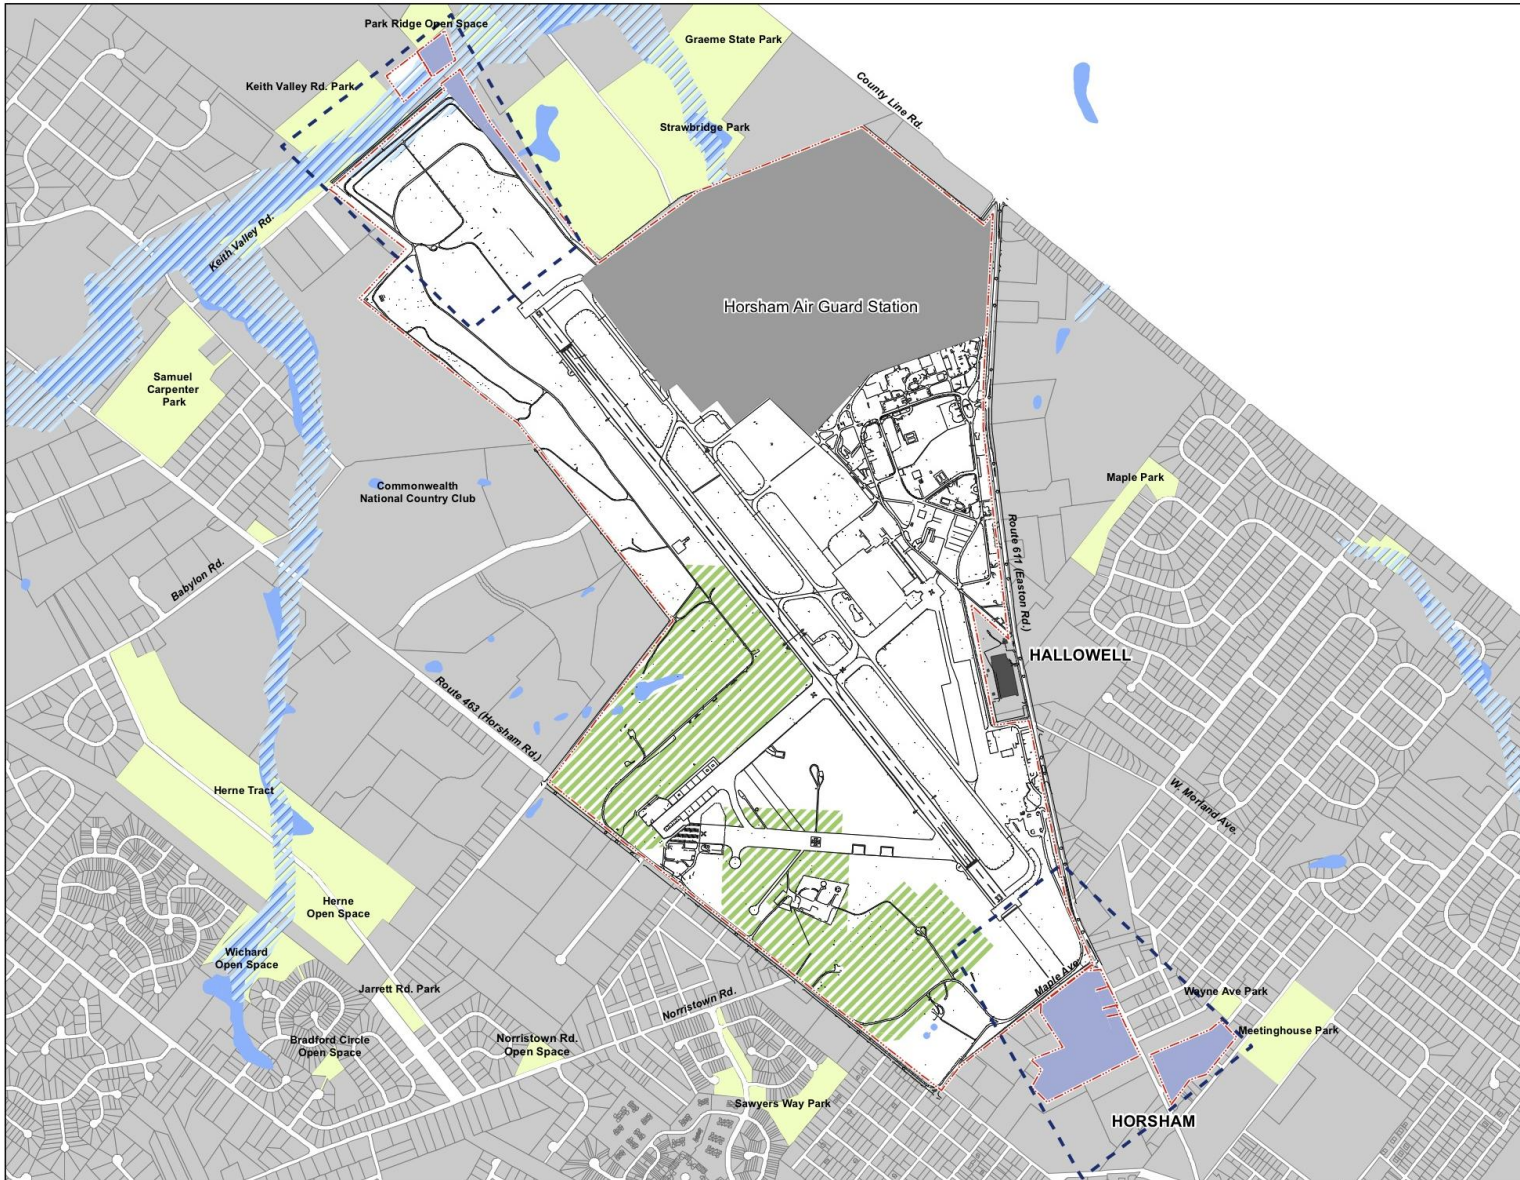 Park Ridge Open Space
Graeme State Park
Keith Valley Rd. Park
County Line Rd.
Strawbridge Park
Keith Valley Rd.
Horsham Air Guard Station
Samuel
Carpenter
Park
Commonwealth
National Country Club
Maple Park
Route 611 (Easton Rd.)
Babylon Rd.
HALLOWELL
Route 463 (Horsham Rd.)
Herne Tract
W. Morland Ave.
Herne
Open Space
Wichard
Open Space
Maple Ave.
Jarrett Rd. Park
Norristown Rd.
Wayne Ave Park
Meetinghouse Park
Bradford Circle
Open Space
Norristown Rd.
Open Space
Sawyers Way Park
HORSHAM